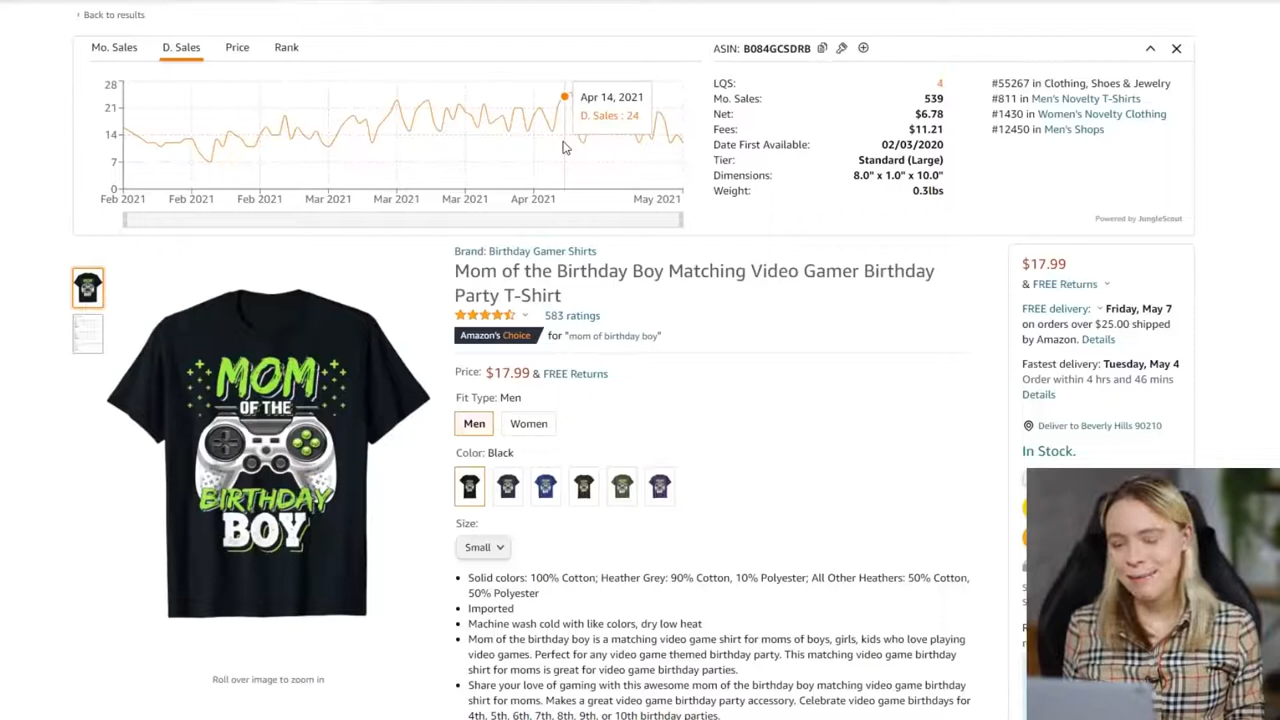 ‹ Back to results
Mo. Sales D. Sales Price Rank
28
21
14
7
0
Feb 2021 Feb 2021 Feb 2021 Mar 2021 Mar 2021 Mar 2021 Apr 2021 May 2021
Apr 14, 2021
D. Sales : 24
ASIN: B084GCSDRB
LQS: 4
Mo. Sales: 539
Net: $6.78
Fees: $11.21
Date First Available: 02/03/2020
Tier: Standard (Large)
Dimensions: 8.0" x 1.0" x 10.0"
Weight: 0.3lbs
#55267 in Clothing, Shoes & Jewelry
#811 in Men's Novelty T-Shirts
#1430 in Women's Novelty Clothing
#12450 in Men's Shops
Powered by JungleScout
MOM
OF THE
BIRTHDAY
BOY
Roll over image to zoom in
Brand: Birthday Gamer Shirts
Mom of the Birthday Boy Matching Video Gamer Birthday
Party T-Shirt
583 ratings
Amazon's Choice for "mom of birthday boy"
Price: $17.99 & FREE Returns
Fit Type: Men
Men Women
Color: Black
Size:
Small
• Solid colors: 100% Cotton; Heather Grey: 90% Cotton, 10% Polyester; All Other Heathers: 50% Cotton,
50% Polyester
• Imported
• Machine wash cold with like colors, dry low heat
• Mom of the birthday boy is a matching video game shirt for moms of boys, girls, kids who love playing
video games. Perfect for any video game themed birthday party. This matching video game birthday
shirt for moms is great for video game birthday parties.
• Share your love of gaming with this awesome mom of the birthday boy matching video game birthday
shirt for moms. Makes a great video game party accessory. Celebrate video game birthdays for
4th, 5th, 6th, 7th, 8th, 9th, or 10th birthday parties.
$17.99
& FREE Returns
FREE delivery: Friday, May 7
on orders over $25.00 shipped
by Amazon. Details
Fastest delivery: Tuesday, May 4
Order within 4 hrs and 46 mins
Details
Deliver to Beverly Hills 90210
In Stock.